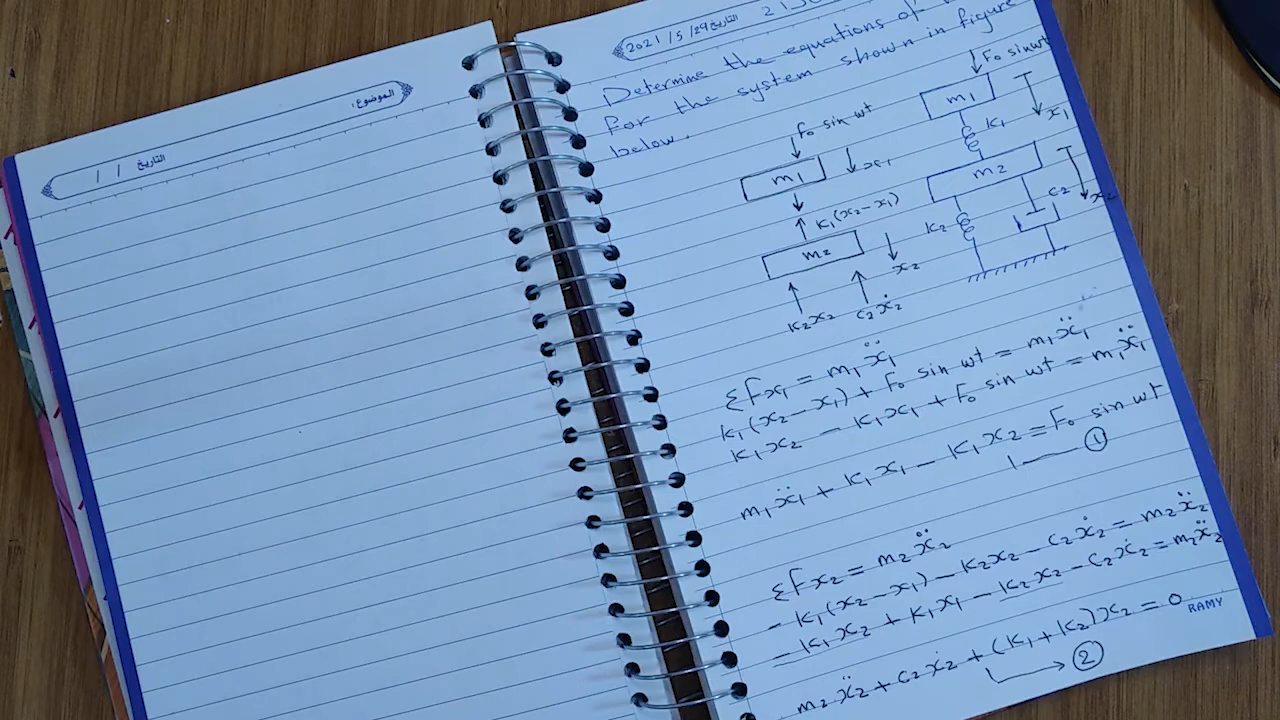 الموضوع:
التاريخ / /
التاريخ 2021/5/29
Determine the equations of
for the system shown in figure
below.
F₀ sin wt
m1
x1
K1(x2-x1)
m2
x2
K2x2
c2ẋ2
F₀ sin wt
m1
x1
K1
m2
x2
K2
c2
ΣFx1 = m1ẍ1
K1(x2-x1) + F₀ sin wt = m1ẍ1
K1x2 - K1x1 + F₀ sin wt = m1ẍ1
m1ẍ1 + K1x1 - K1x2 = F₀ sin wt
1
ΣFx2 = m2ẍ2
- K1(x2-x1) - K2x2 - c2ẋ2 = m2ẍ2
- K1x2 + K1x1 - K2x2 - c2ẋ2 = m2ẍ2
m2ẍ2 + c2ẋ2 + (K1+K2)x2 = 0
2
RAMY